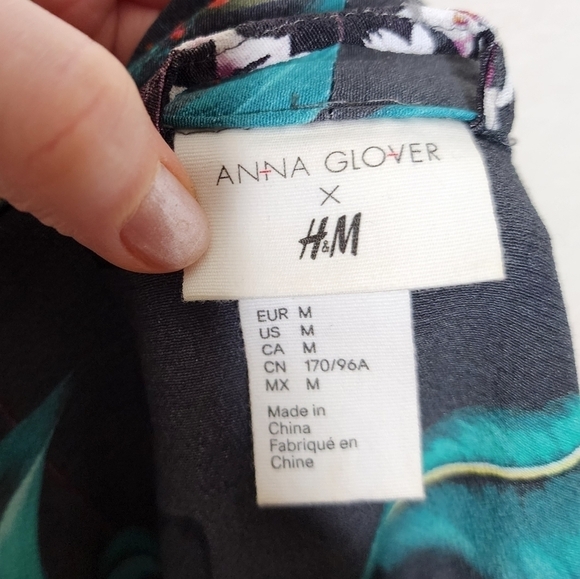 ANNA GLOVER
X
H&M
EUR M
US M
CA M
CN 170/96A
MX M
Made in
China
Fabriqué en
Chine